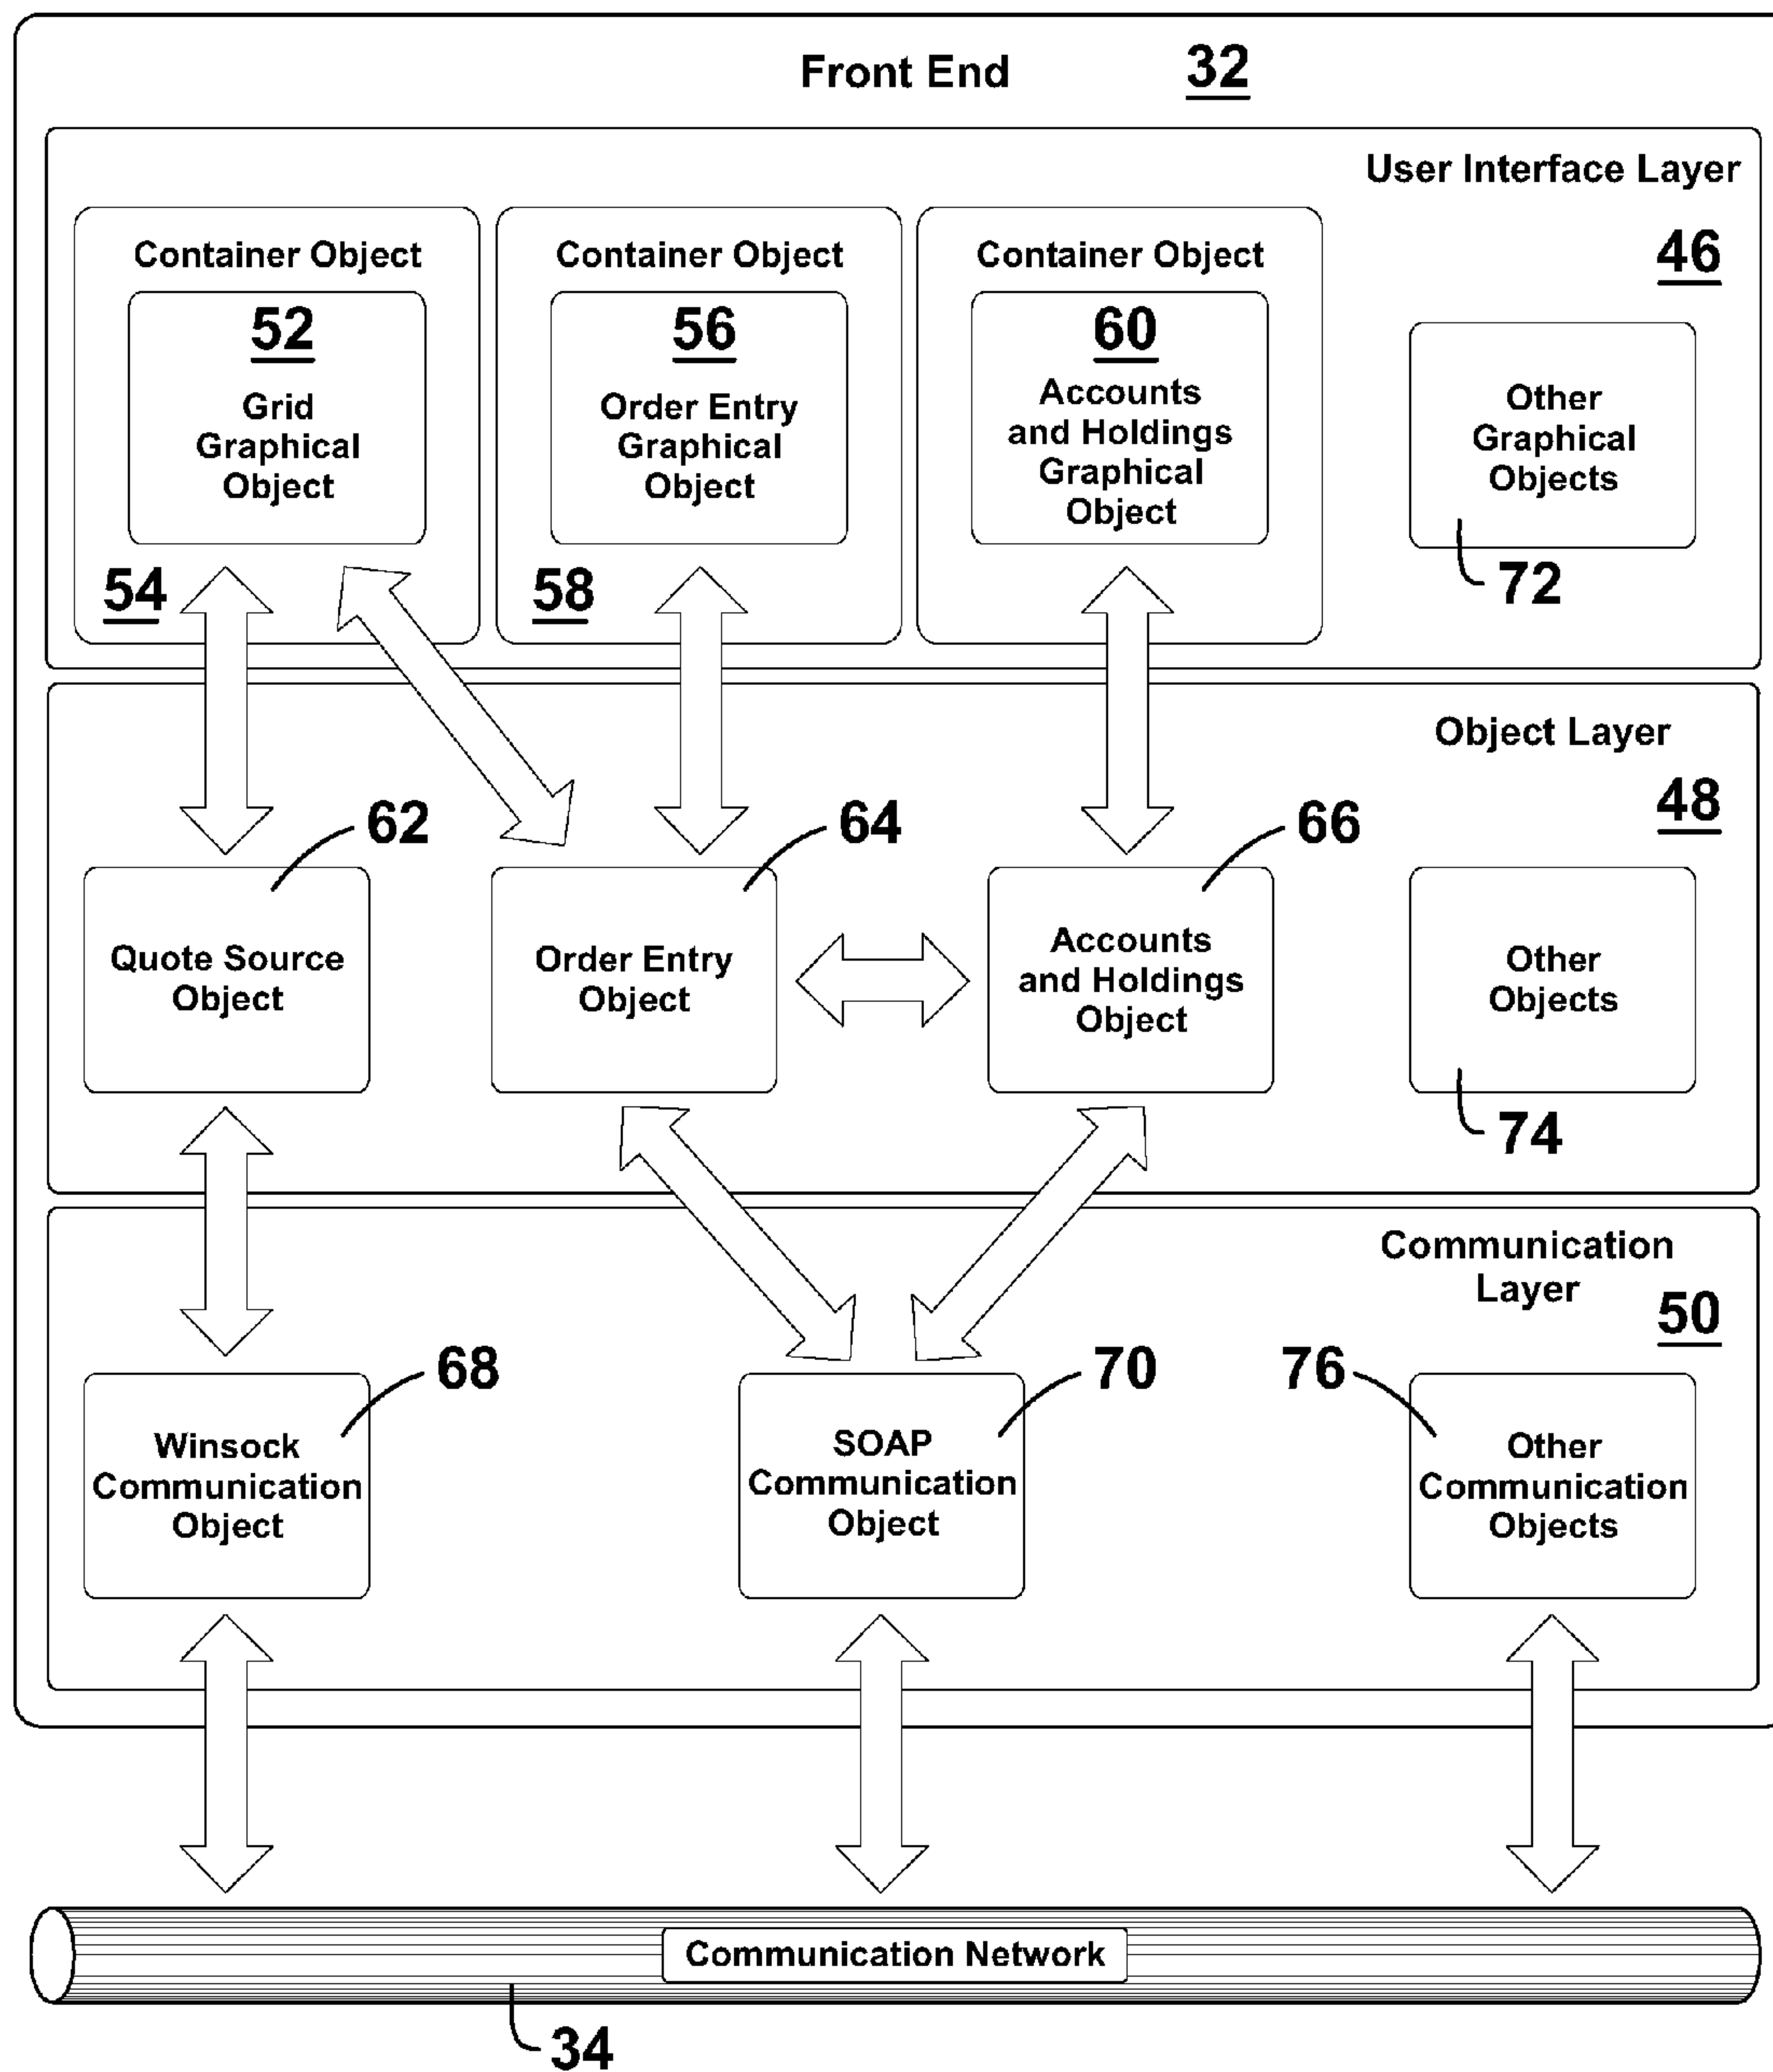 Front End 32
User Interface Layer
46
Container Object
52
Grid
Graphical
Object
54
Container Object
56
Order Entry
Graphical
Object
58
Container Object
60
Accounts
and Holdings
Graphical
Object
Other
Graphical
Objects
72
Object Layer
48
62
Quote Source
Object
64
Order Entry
Object
66
Accounts
and Holdings
Object
Other
Objects
74
Communication
Layer
50
68
Winsock
Communication
Object
70
SOAP
Communication
Object
76
Other
Communication
Objects
Communication Network
34